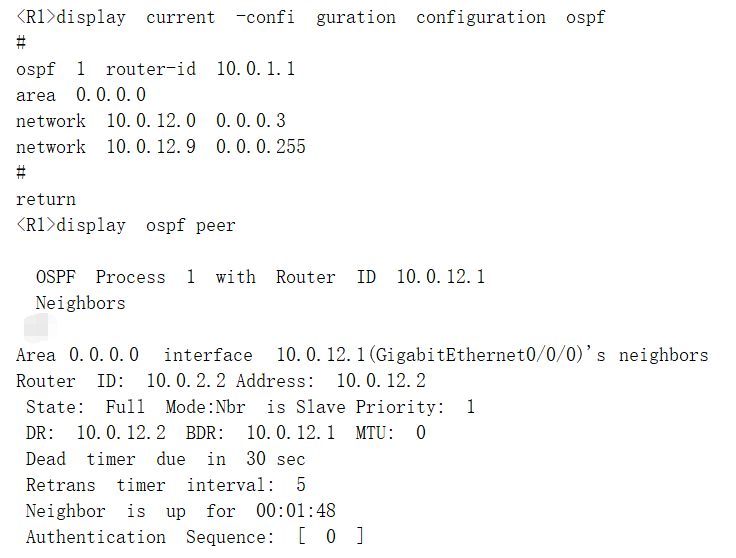 <R1>display current -confi guration configuration ospf
#
ospf 1 router-id 10.0.1.1
area 0.0.0.0
network 10.0.12.0 0.0.0.3
network 10.0.12.9 0.0.0.255
#
return
<R1>display ospf peer
OSPF Process 1 with Router ID 10.0.12.1
Neighbors
Area 0.0.0.0 interface 10.0.12.1(GigabitEthernet0/0/0)'s neighbors
Router ID: 10.0.2.2 Address: 10.0.12.2
State: Full Mode:Nbr is Slave Priority: 1
DR: 10.0.12.2 BDR: 10.0.12.1 MTU: 0
Dead timer due in 30 sec
Retrans timer interval: 5
Neighbor is up for 00:01:48
Authentication Sequence: [ 0 ]